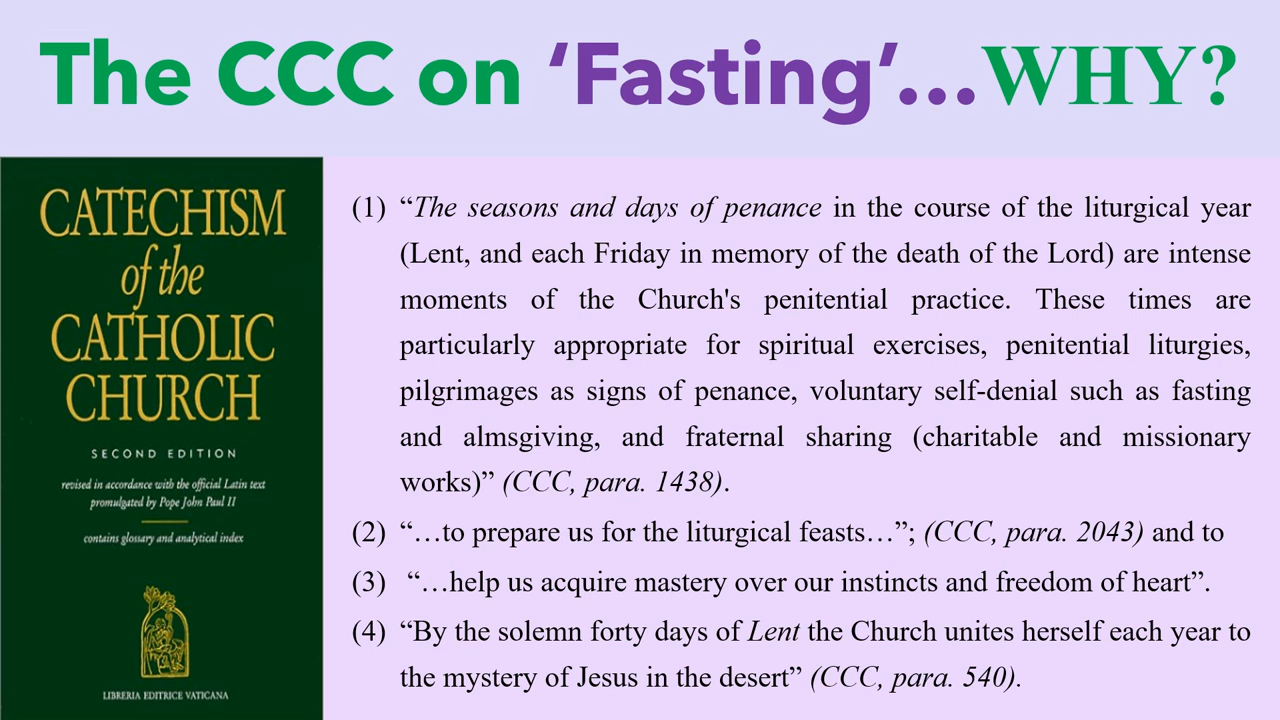 The CCC on ‘Fasting’…WHY?
CATECHISM
of the
CATHOLIC
CHURCH
SECOND EDITION
revised in accordance with the official Latin text
promulgated by Pope John Paul II
contains glossary and analytical index
LIBRERIA EDITRICE VATICANA
(1) “The seasons and days of penance in the course of the liturgical year
(Lent, and each Friday in memory of the death of the Lord) are intense
moments of the Church's penitential practice. These times are
particularly appropriate for spiritual exercises, penitential liturgies,
pilgrimages as signs of penance, voluntary self-denial such as fasting
and almsgiving, and fraternal sharing (charitable and missionary
works)” (CCC, para. 1438).
(2) “…to prepare us for the liturgical feasts…”; (CCC, para. 2043) and to
(3) “…help us acquire mastery over our instincts and freedom of heart”.
(4) “By the solemn forty days of Lent the Church unites herself each year to
the mystery of Jesus in the desert” (CCC, para. 540).